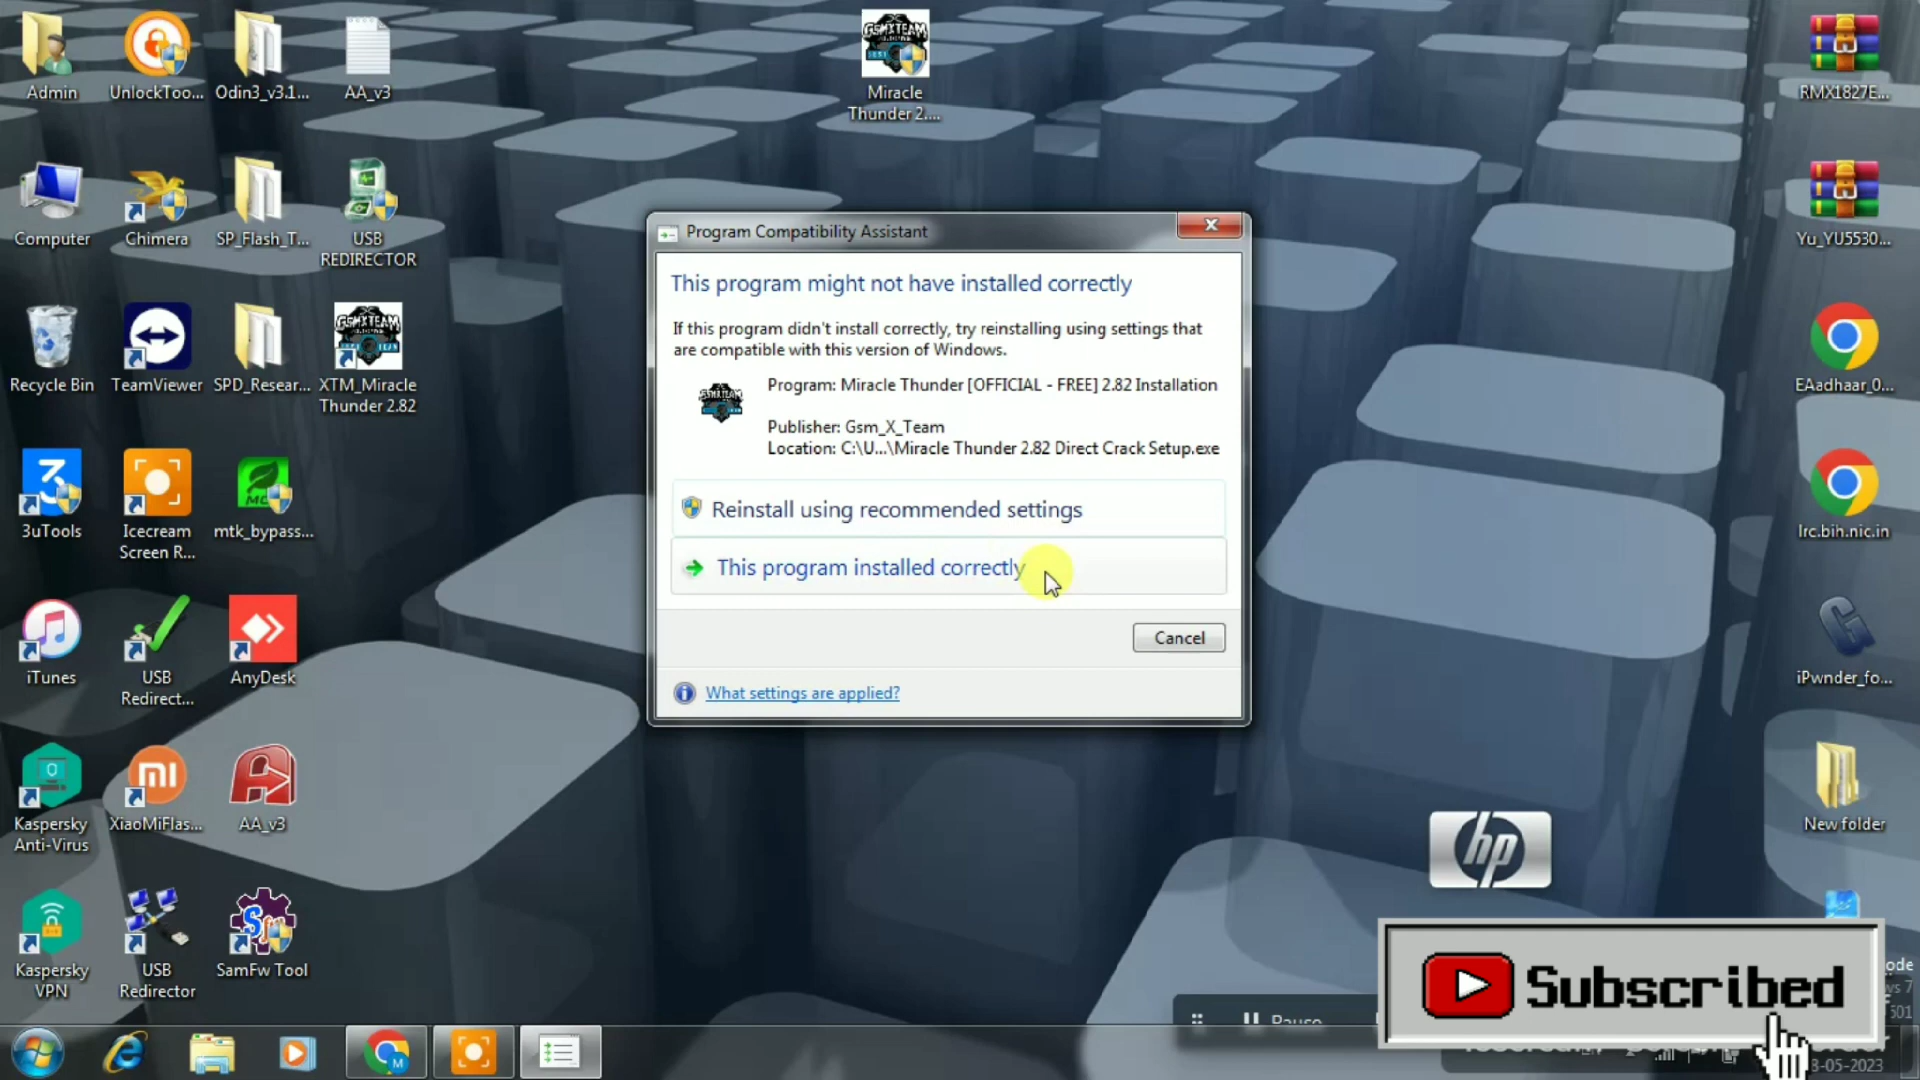 Admin
UnlockToo...
Odin3_v3.1...
AA_v3
Miracle
Thunder 2....
RMX1827E...
Computer
Chimera
SP_Flash_T...
USB
REDIRECTOR
Yu_YU5530...
Recycle Bin
TeamViewer
SPD_Resear...
XTM_Miracle
Thunder 2.82
EAadhaar_0...
3uTools
Icecream
Screen R...
mtk_bypass...
lrc.bih.nic.in
iTunes
USB
Redirect...
AnyDesk
iPwnder_fo...
Kaspersky
Anti-Virus
XiaoMiFlas...
AA_v3
New folder
Kaspersky
VPN
USB
Redirector
SamFw Tool
Program Compatibility Assistant
This program might not have installed correctly
If this program didn't install correctly, try reinstalling using settings that
are compatible with this version of Windows.
Program: Miracle Thunder [OFFICIAL - FREE] 2.82 Installation
Publisher: Gsm_X_Team
Location: C:\U...\Miracle Thunder 2.82 Direct Crack Setup.exe
Reinstall using recommended settings
This program installed correctly
Cancel
What settings are applied?
hp
Subscribed
Pause